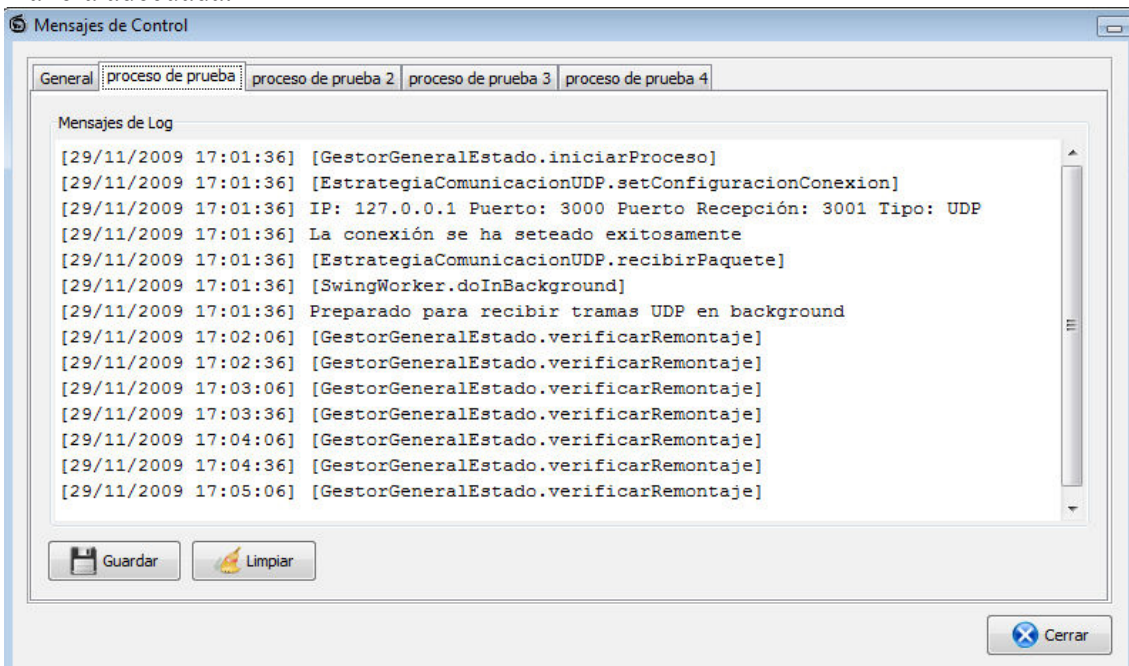 Mensajes de Control
General proceso de prueba proceso de prueba 2 proceso de prueba 3 proceso de prueba 4
Mensajes de Log
[29/11/2009 17:01:36] [GestorGeneralEstado.iniciarProceso]
[29/11/2009 17:01:36] [EstrategiaComunicacionUDP.setConfiguracionConexion]
[29/11/2009 17:01:36] IP: 127.0.0.1 Puerto: 3000 Puerto Recepción: 3001 Tipo: UDP
[29/11/2009 17:01:36] La conexión se ha seteado exitosamente
[29/11/2009 17:01:36] [EstrategiaComunicacionUDP.recibirPaquete]
[29/11/2009 17:01:36] [SwingWorker.doInBackground]
[29/11/2009 17:01:36] Preparado para recibir tramas UDP en background
[29/11/2009 17:02:06] [GestorGeneralEstado.verificarRemontaje]
[29/11/2009 17:02:36] [GestorGeneralEstado.verificarRemontaje]
[29/11/2009 17:03:06] [GestorGeneralEstado.verificarRemontaje]
[29/11/2009 17:03:36] [GestorGeneralEstado.verificarRemontaje]
[29/11/2009 17:04:06] [GestorGeneralEstado.verificarRemontaje]
[29/11/2009 17:04:36] [GestorGeneralEstado.verificarRemontaje]
[29/11/2009 17:05:06] [GestorGeneralEstado.verificarRemontaje]
Guardar Limpiar
Cerrar